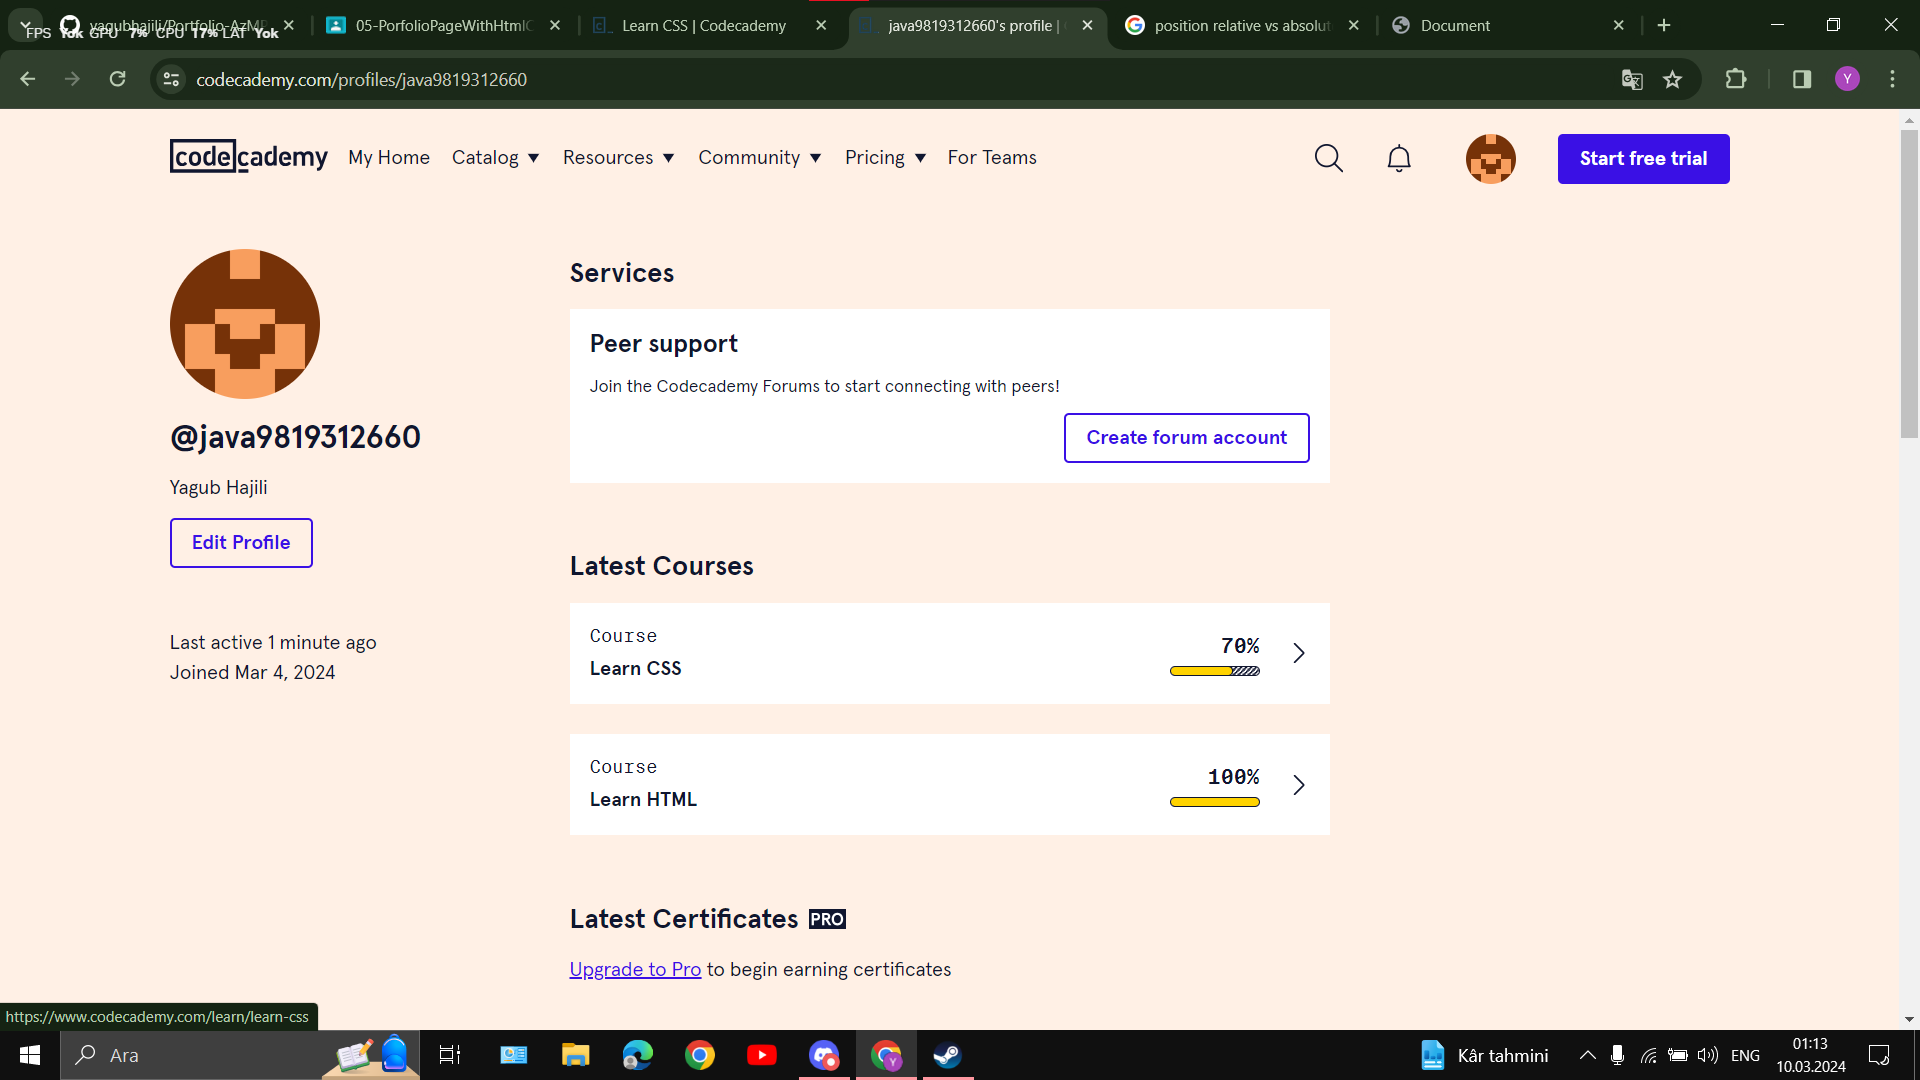 yagubhajili/Portfolio-AzMP
05-PorfolioPageWithHtmlC
Learn CSS | Codecademy
java9819312660's profile |
position relative vs absolut
Document
FPS Yok GPU 7% CPU 17% LAT Yok
codecademy.com/profiles/java9819312660
Y
codecademy
My Home
Catalog
Resources
Community
Pricing
For Teams
Start free trial
@java9819312660
Yagub Hajili
Edit Profile
Last active 1 minute ago
Joined Mar 4, 2024
Services
Peer support
Join the Codecademy Forums to start connecting with peers!
Create forum account
Latest Courses
Course
70%
Learn CSS
Course
100%
Learn HTML
Latest Certificates PRO
Upgrade to Pro to begin earning certificates
https://www.codecademy.com/learn/learn-css
Ara
Y
Kâr tahmini
ENG
01:13
10.03.2024